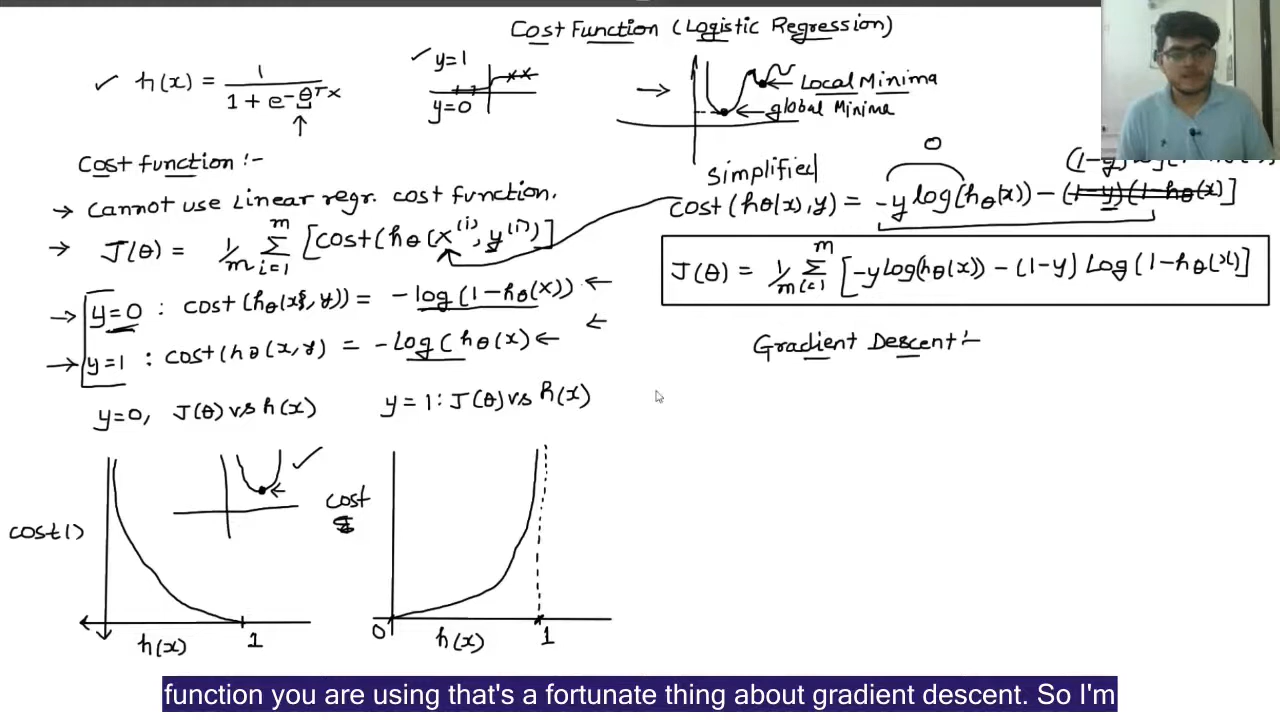 Cost Function (Logistic Regression)
h(x) = 1 / 1 + e^-θᵀx
y=1
y=0
Local Minima
global Minima
Cost function :-
→ Cannot use Linear regr. cost function.
→ J(θ) = 1/m Σ i=1 m [cost(hθ(x⁽ⁱ⁾, y⁽ⁱ⁾)]
→ y=0 : cost(hθ(x, y)) = -log(1-hθ(x)) ←
→ y=1 : cost(hθ(x, y) = -log(hθ(x) ←
simplified
0
cost(hθ(x), y) = -y log(hθ(x)) - (1-y)(1-hθ(x)]
J(θ) = 1/m Σ i=1 m [-y log(hθ(x)) - (1-y) Log(1-hθ(x)]
Gradient Descent :-
y=0, J(θ) vs h(x)
y = 1 : J(θ) vs h(x)
cost()
h(x)
1
cost
0
h(x)
1
function you are using that's a fortunate thing about gradient descent. So I'm